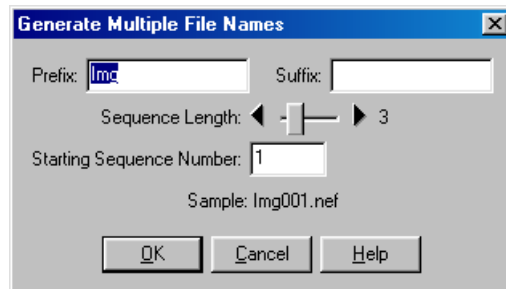 Generate Multiple File Names
Prefix: Img Suffix:
Sequence Length: 3
Starting Sequence Number: 1
Sample: Img001.nef
OK Cancel Help